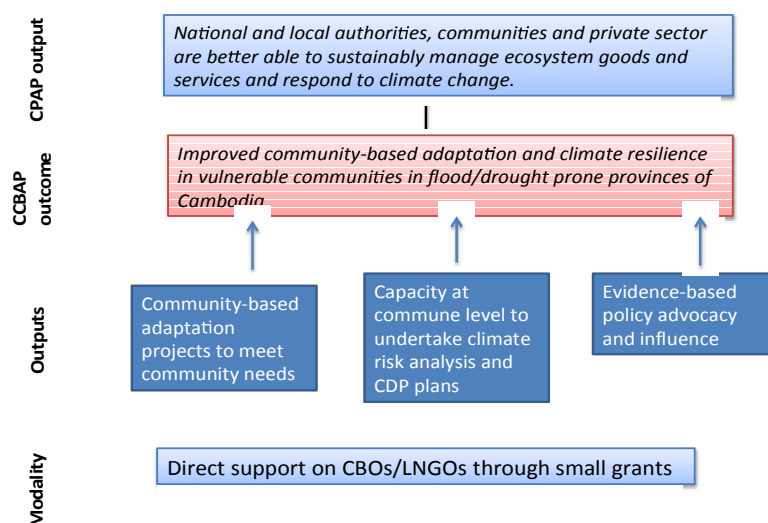 CPAP output
National and local authorities, communities and private sector
are better able to sustainably manage ecosystem goods and
services and respond to climate change.
CCBAP
outcome
Improved community-based adaptation and climate resilience
in vulnerable communities in flood/drought prone provinces of
Cambodia
Outputs
Community-based
adaptation
projects to meet
community needs
Capacity at
commune level to
undertake climate
risk analysis and
CDP plans
Evidence-based
policy advocacy
and influence
Modality
Direct support on CBOs/LNGOs through small grants